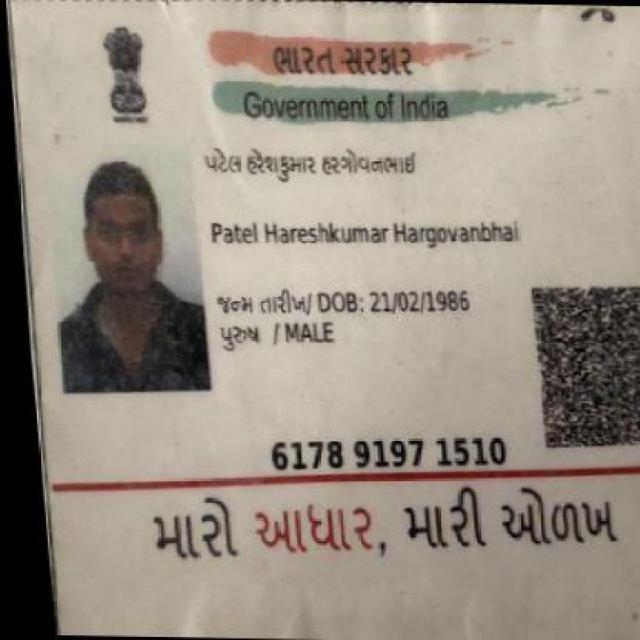 ભારત સરકાર
Government of India
પટેલ હરેશકુમાર હરગોવનભાઈ
Patel Hareshkumar Hargovanbhai
જન્મ તારીખ/ DOB: 21/02/1986
પુરુષ / MALE
6178 9197 1510
મારો આધાર, મારી ઓળખ